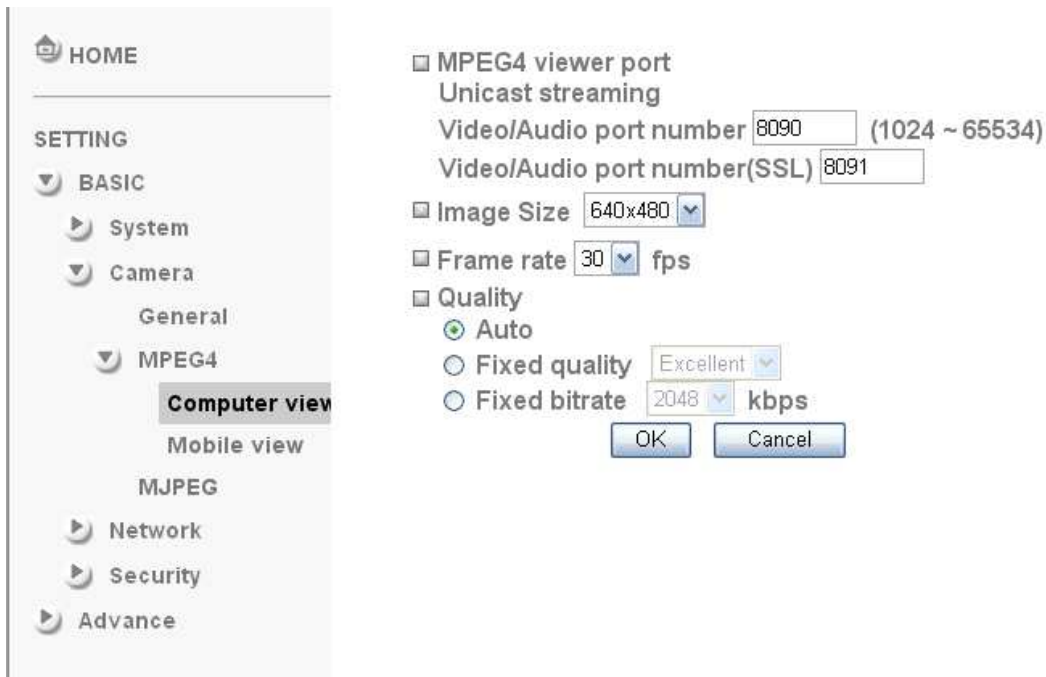 HOME
SETTING
BASIC
System
Camera
General
MPEG4
Computer view
Mobile view
MJPEG
Network
Security
Advance
MPEG4 viewer port
Unicast streaming
Video/Audio port number 8090 (1024 ~ 65534)
Video/Audio port number(SSL) 8091
Image Size 640x480
Frame rate 30 fps
Quality
Auto
Fixed quality Excellent
Fixed bitrate 2048 kbps
OK Cancel